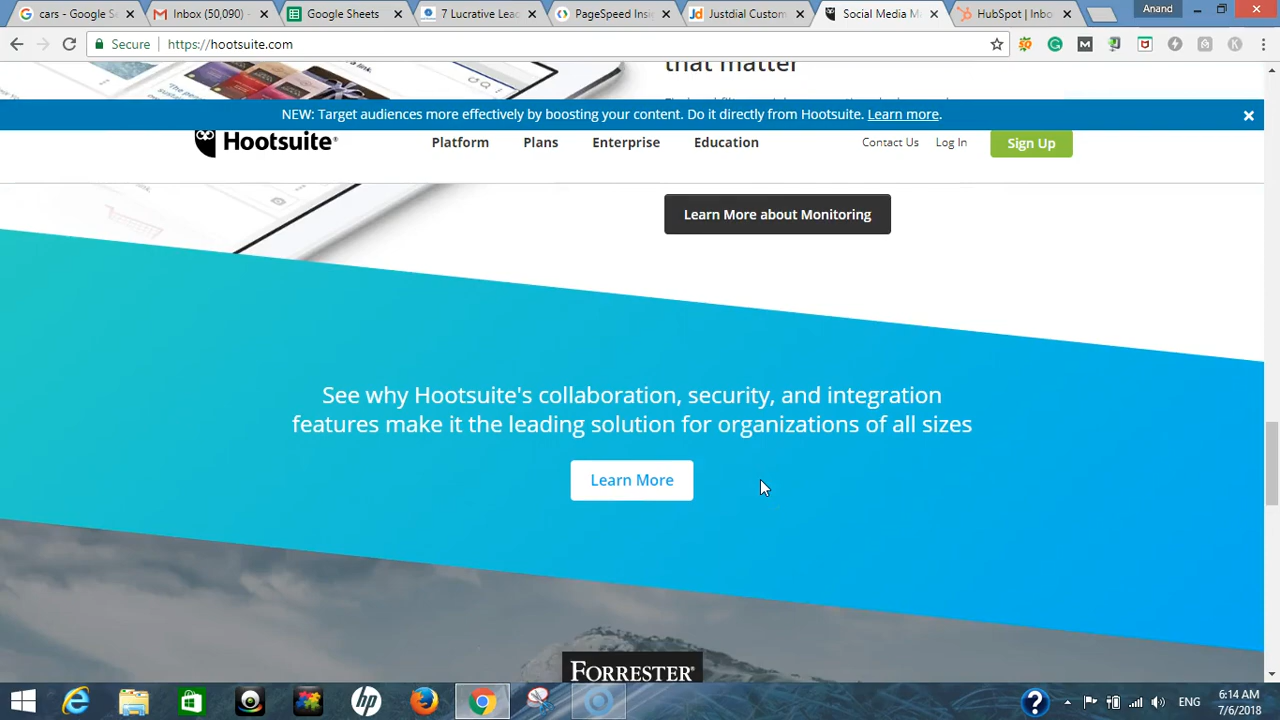 cars - Google Se
Inbox (50,090)
Google Sheets
7 Lucrative Lead
PageSpeed Insig
Justdial Custom
Social Media M
HubSpot | Inbo
Anand
Secure
https://hootsuite.com
that matter
NEW: Target audiences more effectively by boosting your content. Do it directly from Hootsuite. Learn more.
Hootsuite
Platform
Plans
Enterprise
Education
Contact Us
Log In
Sign Up
Learn More about Monitoring
See why Hootsuite's collaboration, security, and integration
features make it the leading solution for organizations of all sizes
Learn More
FORRESTER®
ENG
6:14 AM
7/6/2018